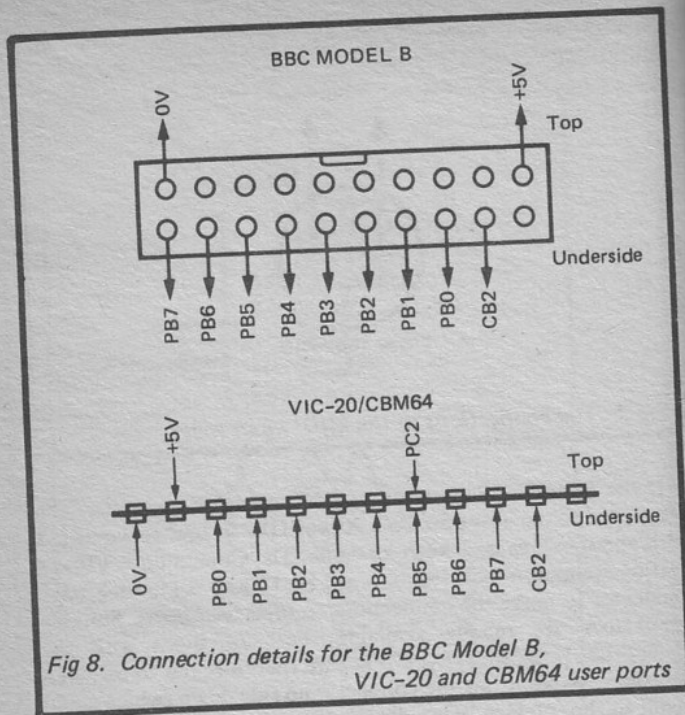 BBC MODEL B
0V
+5V
Top
Underside
PB7
PB6
PB5
PB4
PB3
PB2
PB1
PB0
CB2
VIC-20/CBM64
+5V
PC2
Top
Underside
0V
PB0
PB1
PB2
PB3
PB4
PB5
PB6
PB7
CB2
Fig 8. Connection details for the BBC Model B,
VIC-20 and CBM64 user ports